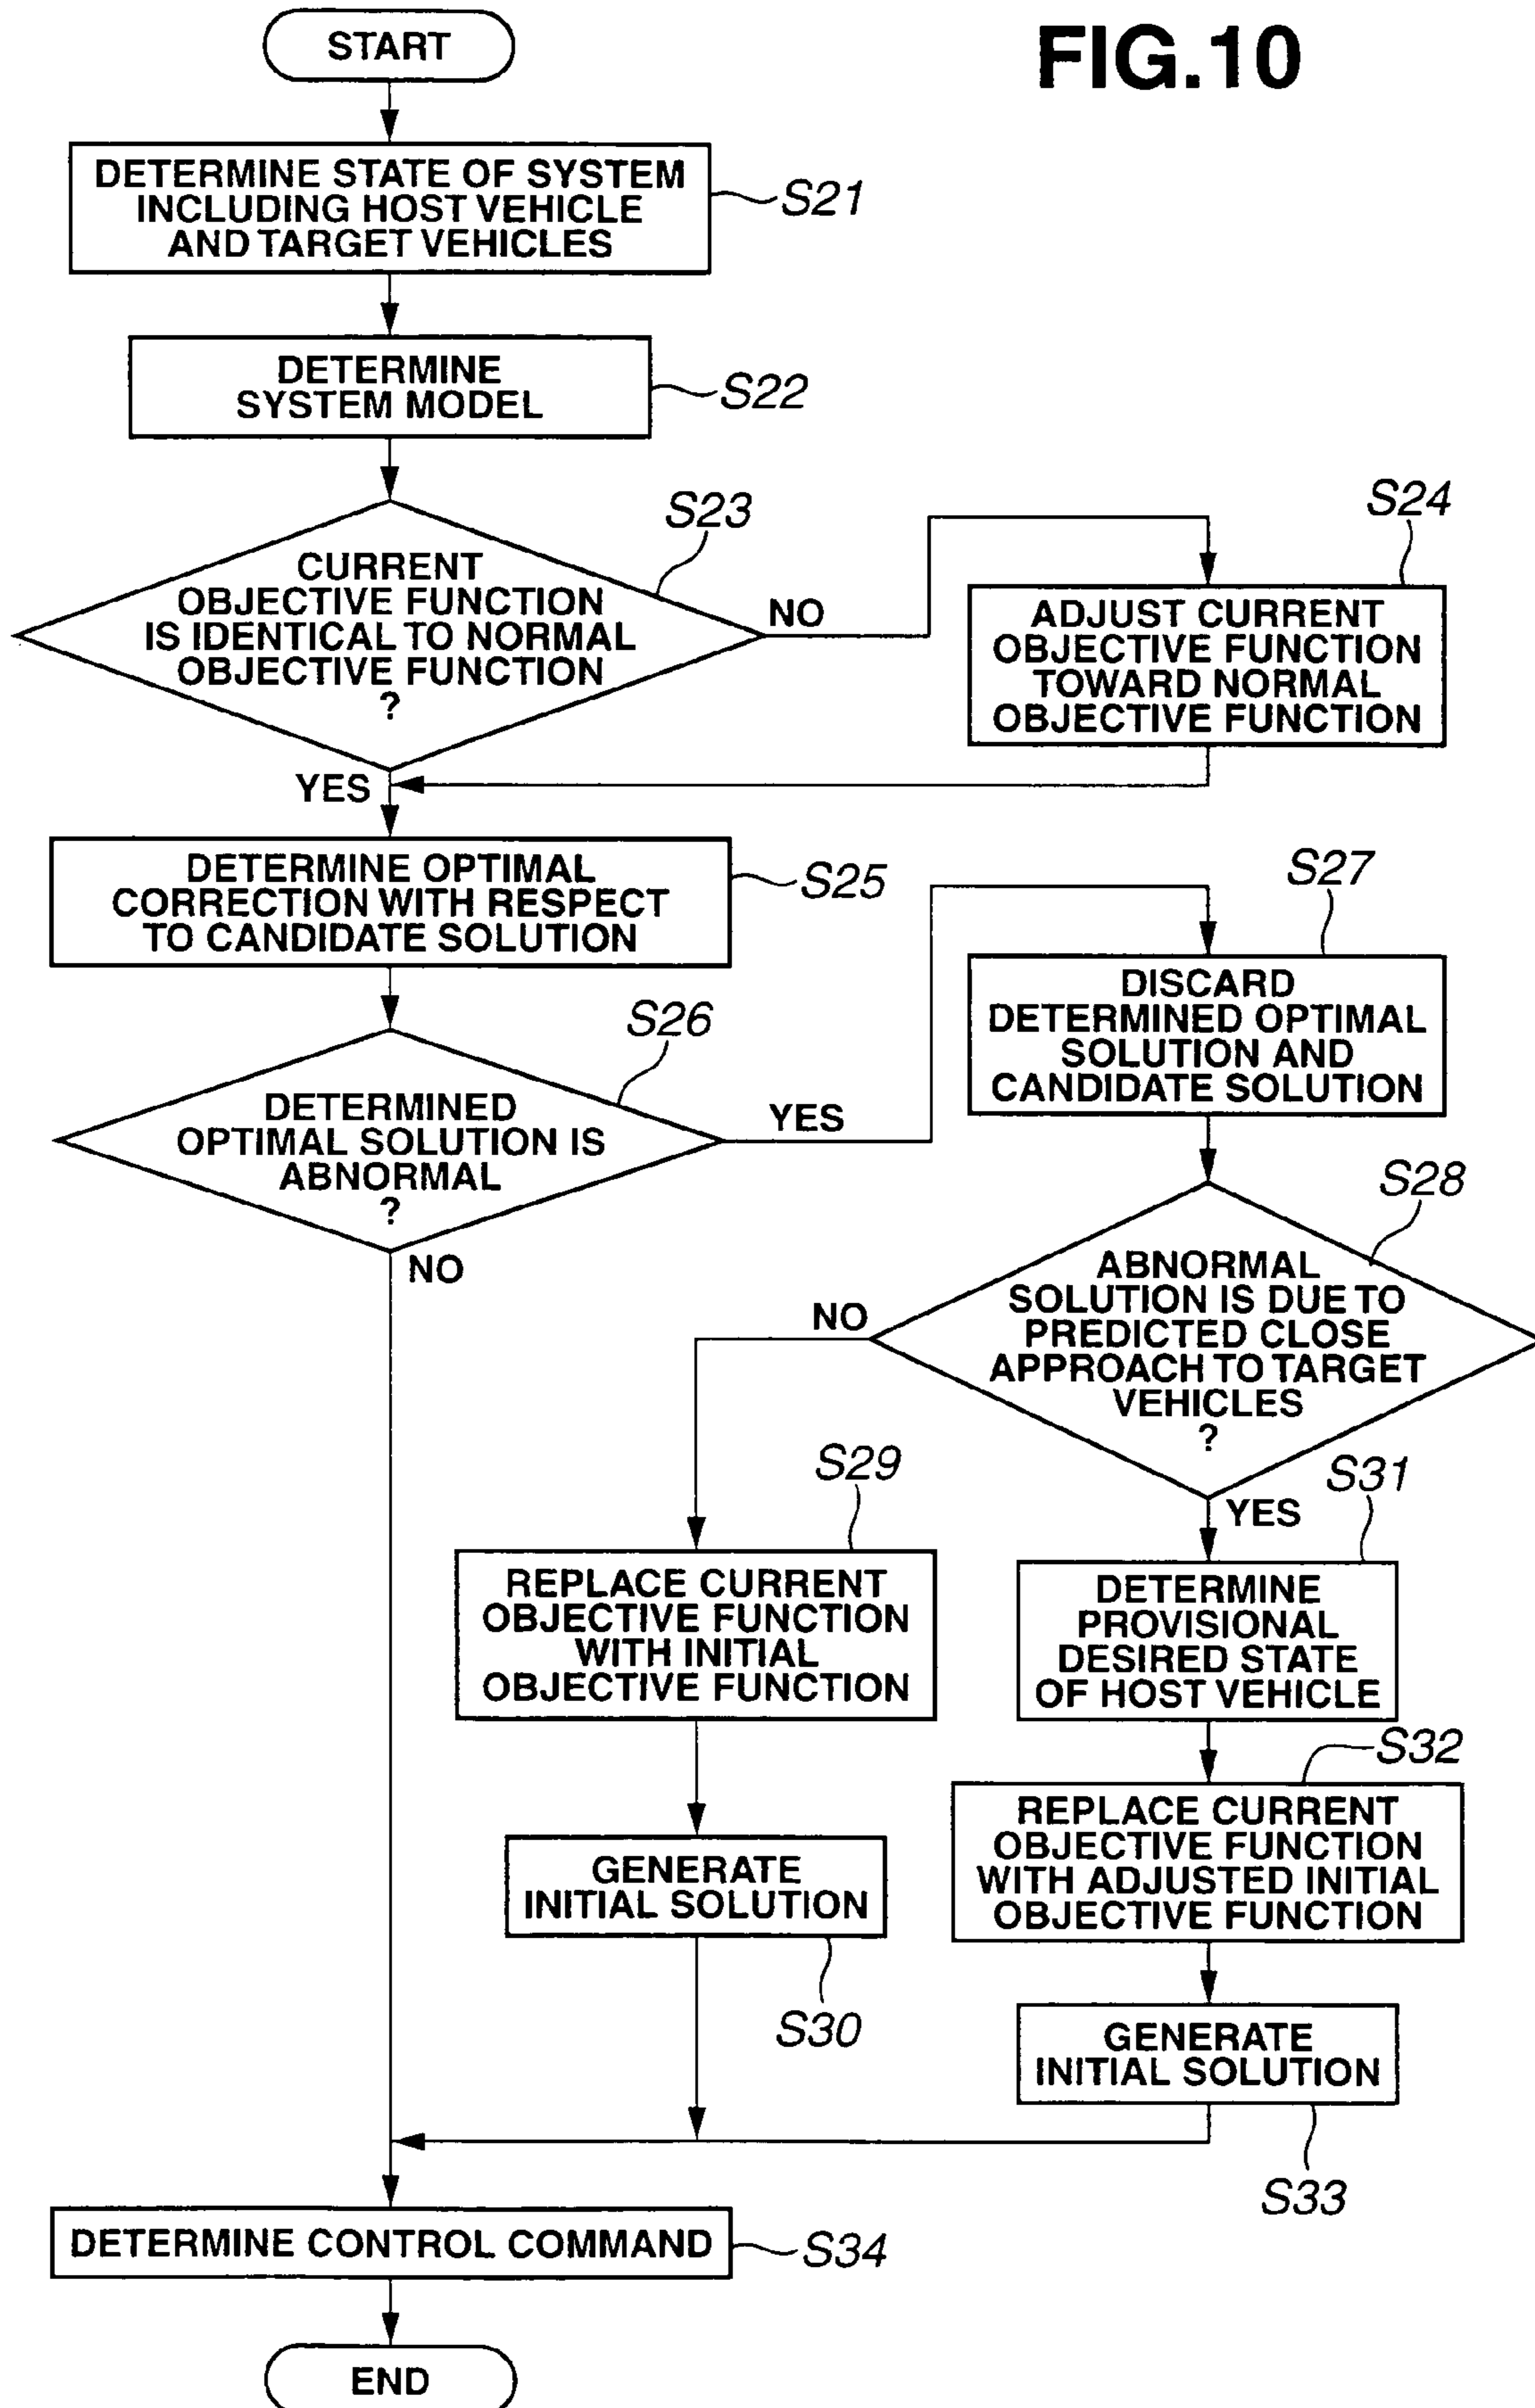 FIG.10
START
DETERMINE STATE OF SYSTEM
INCLUDING HOST VEHICLE
AND TARGET VEHICLES
S21
DETERMINE
SYSTEM MODEL
S22
S23
CURRENT
OBJECTIVE FUNCTION
IS IDENTICAL TO NORMAL
OBJECTIVE FUNCTION
?
NO
S24
ADJUST CURRENT
OBJECTIVE FUNCTION
TOWARD NORMAL
OBJECTIVE FUNCTION
YES
DETERMINE OPTIMAL
CORRECTION WITH RESPECT
TO CANDIDATE SOLUTION
S25
S26
DETERMINED
OPTIMAL SOLUTION IS
ABNORMAL
?
YES
NO
S27
DISCARD
DETERMINED OPTIMAL
SOLUTION AND
CANDIDATE SOLUTION
S28
ABNORMAL
SOLUTION IS DUE TO
PREDICTED CLOSE
APPROACH TO TARGET
VEHICLES
?
NO
YES
S29
REPLACE CURRENT
OBJECTIVE FUNCTION
WITH INITIAL
OBJECTIVE FUNCTION
GENERATE
INITIAL SOLUTION
S30
S31
DETERMINE
PROVISIONAL
DESIRED STATE
OF HOST VEHICLE
S32
REPLACE CURRENT
OBJECTIVE FUNCTION
WITH ADJUSTED INITIAL
OBJECTIVE FUNCTION
GENERATE
INITIAL SOLUTION
S33
DETERMINE CONTROL COMMAND
S34
END